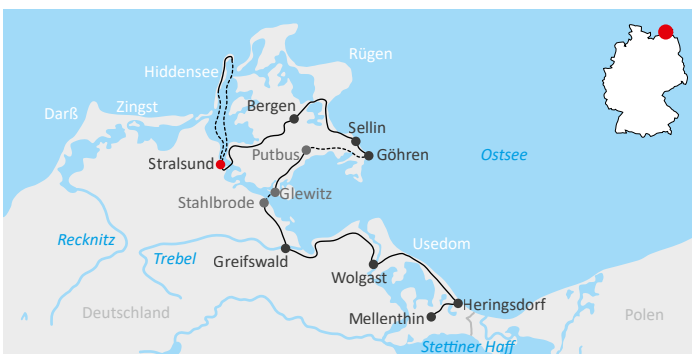 Rügen
Hiddensee
Zingst
Darß
Bergen
Sellin
Putbus
Göhren
Ostsee
Stralsund
Glewitz
Stahlbrode
Recknitz
Trebel
Greifswald
Usedom
Wolgast
Heringsdorf
Deutschland
Mellenthin
Polen
Stettiner Haff